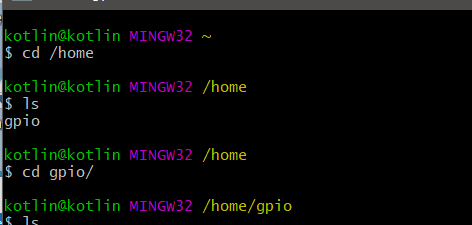 kotlin@kotlin MINGW32 ~
$ cd /home
kotlin@kotlin MINGW32 /home
$ ls
gpio
kotlin@kotlin MINGW32 /home
$ cd gpio/
kotlin@kotlin MINGW32 /home/gpio
$ ls